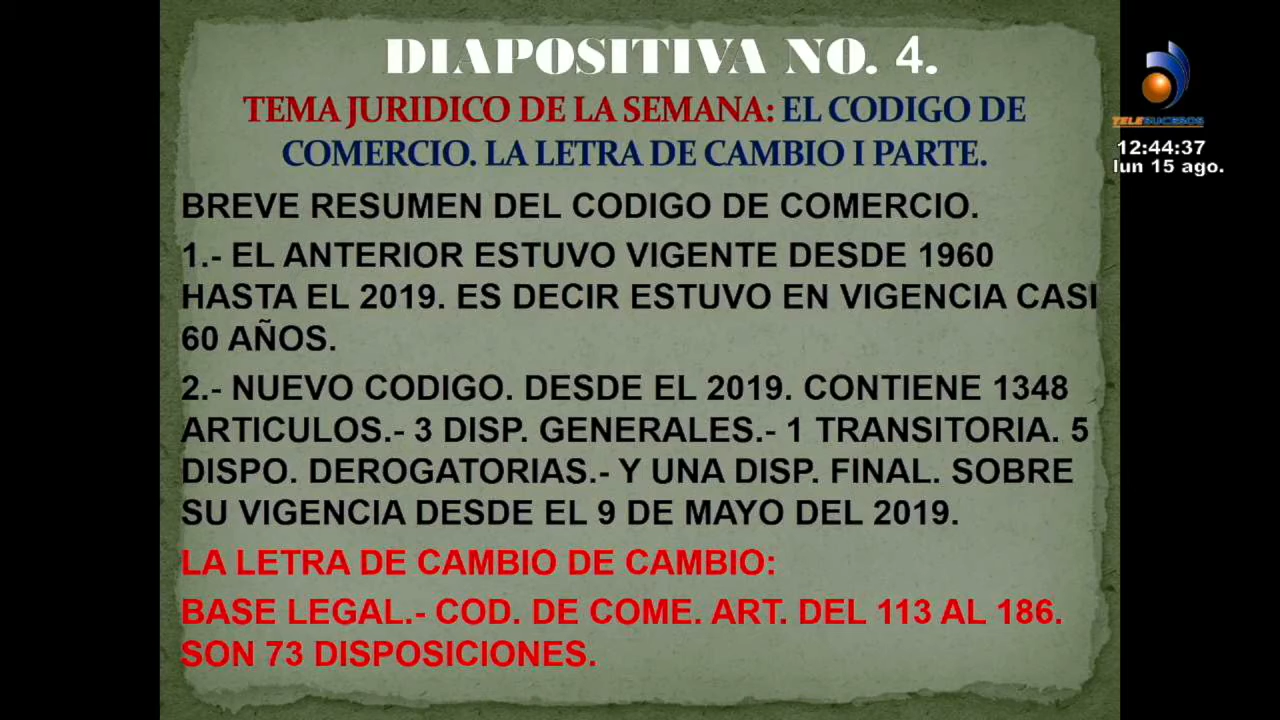 DIAPOSITIVA NO. 4.
TEMA JURIDICO DE LA SEMANA: EL CODIGO DE
COMERCIO. LA LETRA DE CAMBIO I PARTE.
BREVE RESUMEN DEL CODIGO DE COMERCIO.
1.- EL ANTERIOR ESTUVO VIGENTE DESDE 1960
HASTA EL 2019. ES DECIR ESTUVO EN VIGENCIA CASI
60 AÑOS.
2.- NUEVO CODIGO. DESDE EL 2019. CONTIENE 1348
ARTICULOS.- 3 DISP. GENERALES.- 1 TRANSITORIA. 5
DISPO. DEROGATORIAS.- Y UNA DISP. FINAL. SOBRE
SU VIGENCIA DESDE EL 9 DE MAYO DEL 2019.
LA LETRA DE CAMBIO DE CAMBIO:
BASE LEGAL.- COD. DE COME. ART. DEL 113 AL 186.
SON 73 DISPOSICIONES.
TELESUCESOS
12:44:37
lun 15 ago.